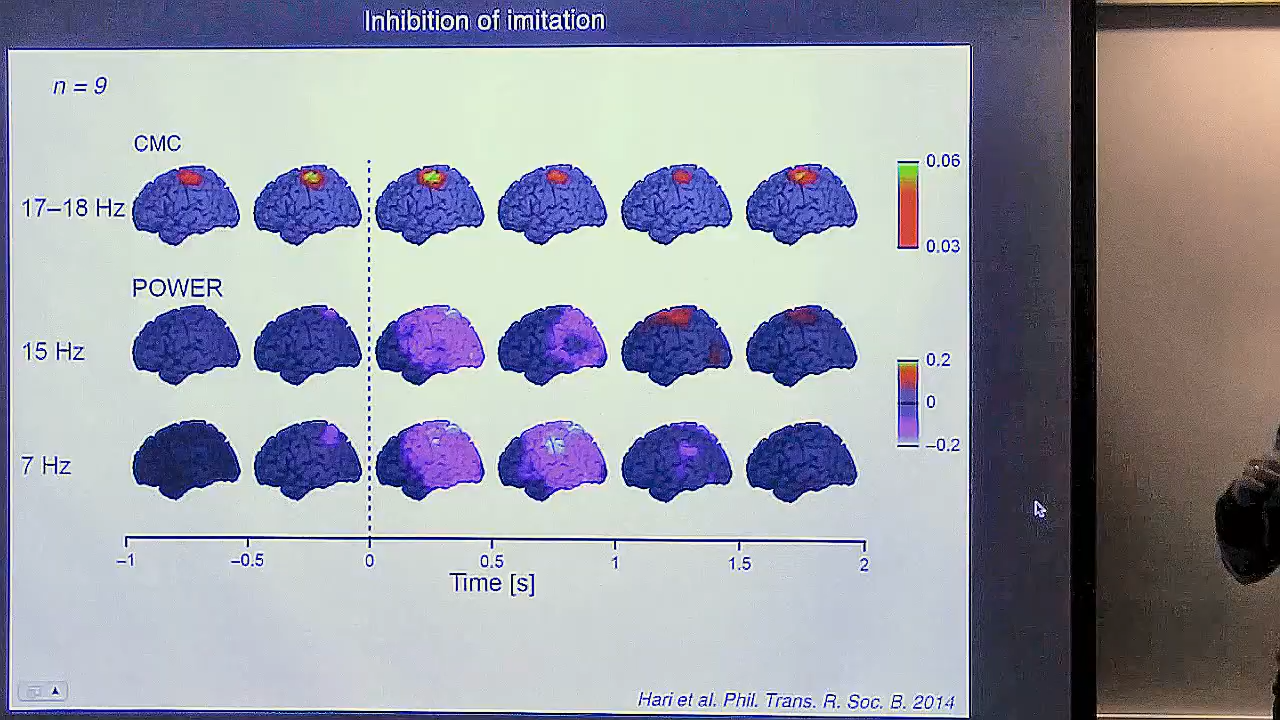 Inhibition of imitation
n = 9
CMC
17–18 Hz
0.06
0.03
POWER
15 Hz
0.2
0
–0.2
7 Hz
–1 –0.5 0 0.5 1 1.5 2
Time [s]
Hari et al. Phil. Trans. R. Soc. B. 2014